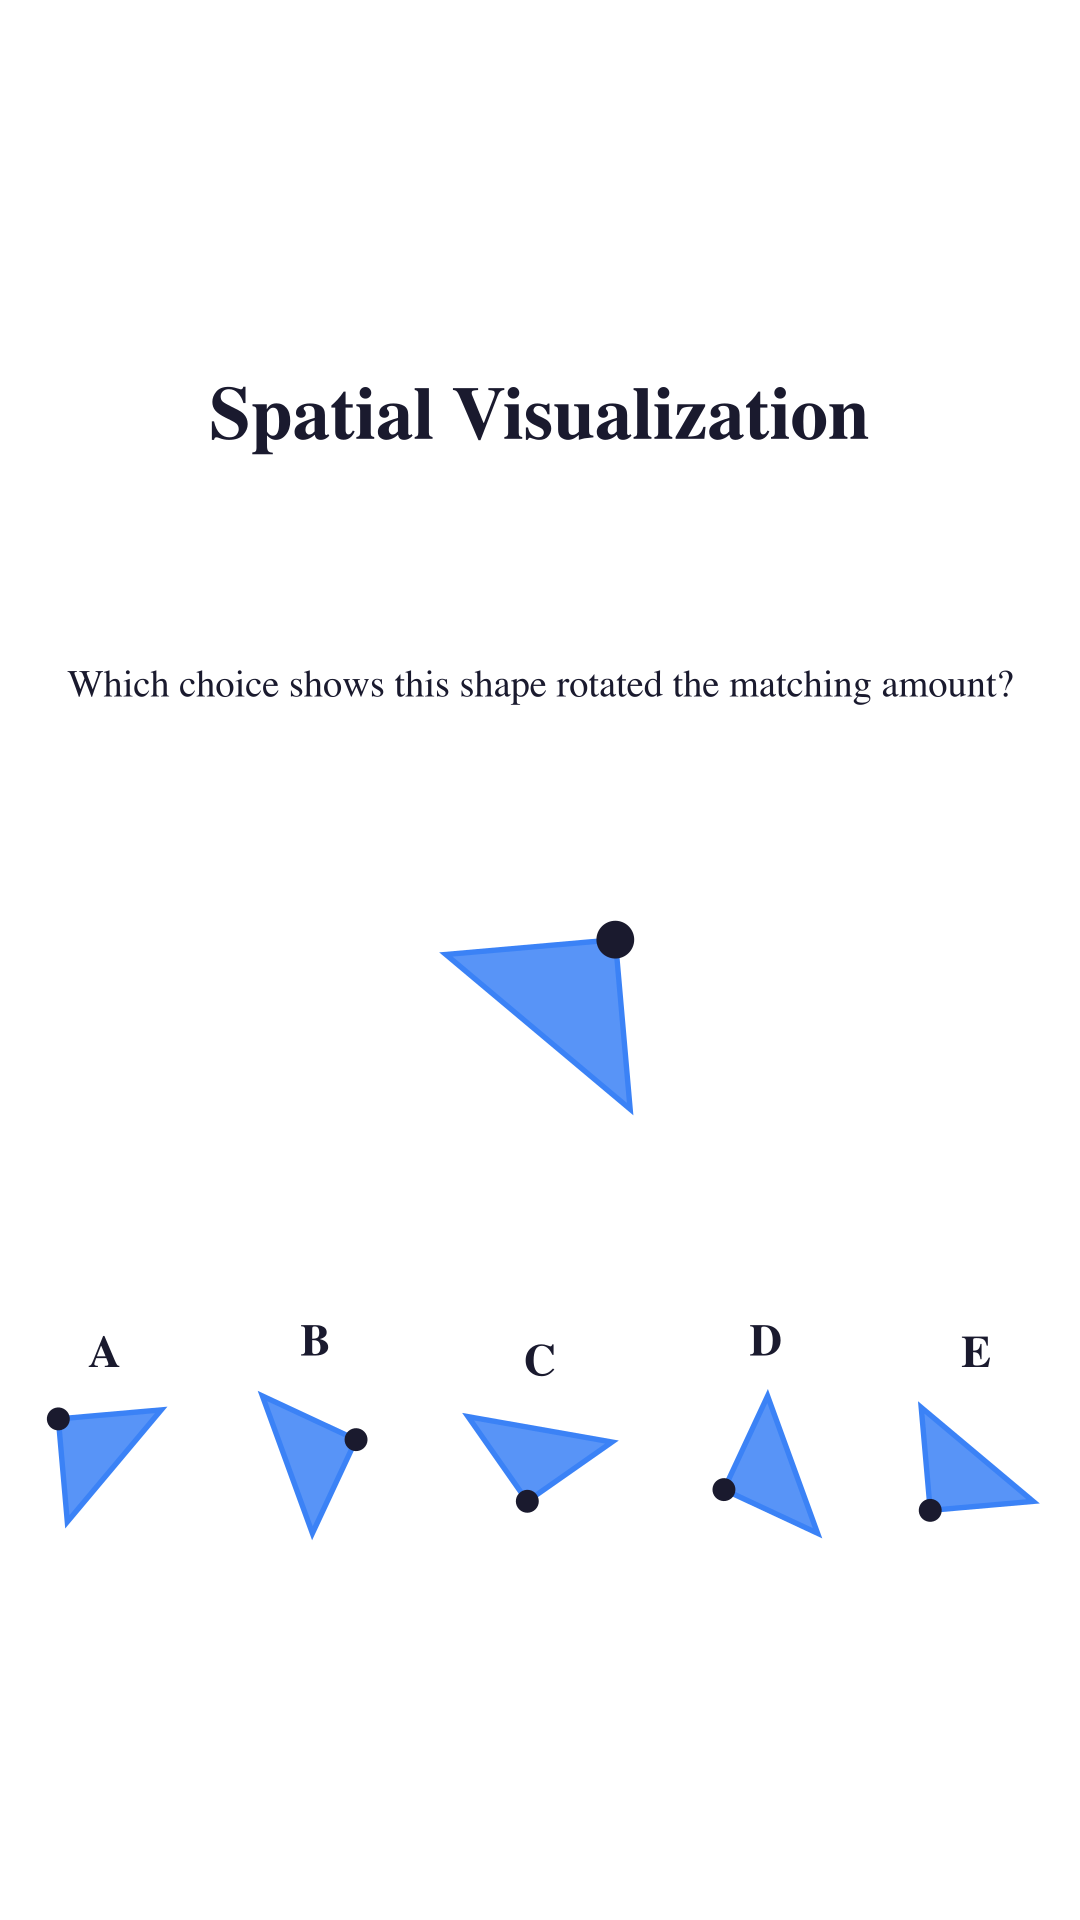 Spatial Visualization
Which choice shows this shape rotated the matching amount?
A
B
C
D
E